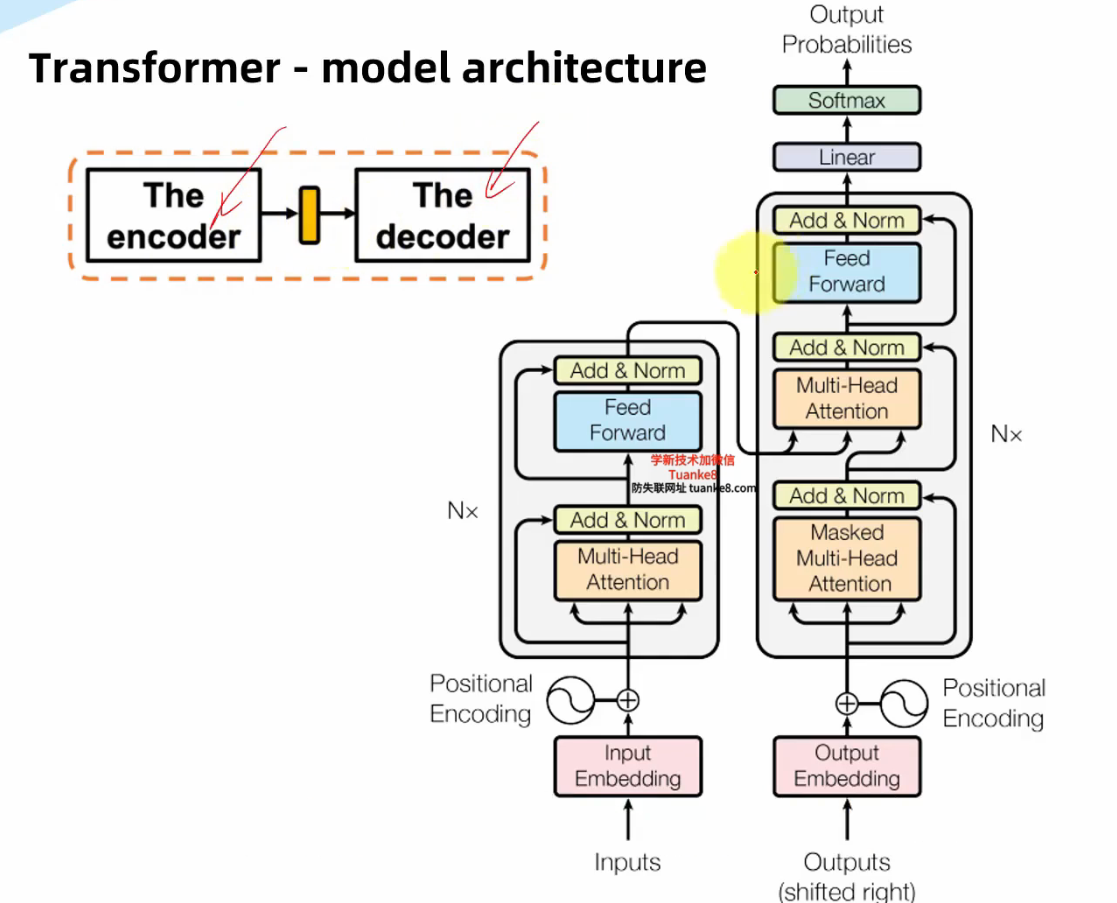 Transformer - model architecture
The
encoder
The
decoder
Output
Probabilities
Softmax
Linear
Add & Norm
Feed
Forward
Add & Norm
Multi-Head
Attention
Nx
Add & Norm
Masked
Multi-Head
Attention
Add & Norm
Feed
Forward
学新技术加微信
Tuanke8
防失联网址 tuanke8.com
Nx
Add & Norm
Multi-Head
Attention
Positional
Encoding
Positional
Encoding
Input
Embedding
Output
Embedding
Inputs
Outputs
(shifted right)